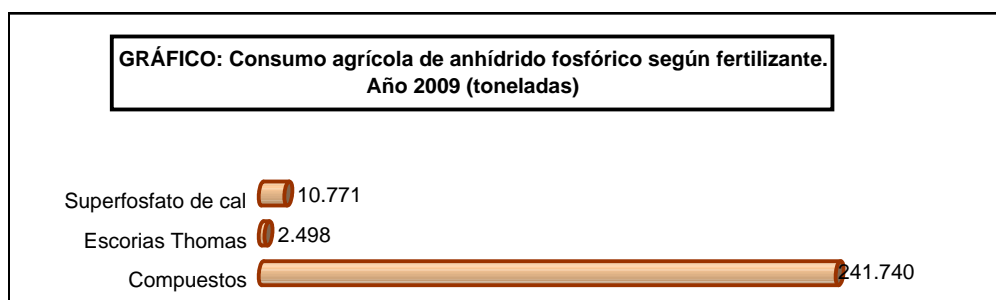 GRÁFICO: Consumo agrícola de anhídrido fosfórico según fertilizante.
Año 2009 (toneladas)
Superfosfato de cal 10.771
Escorias Thomas 2.498
Compuestos 241.740